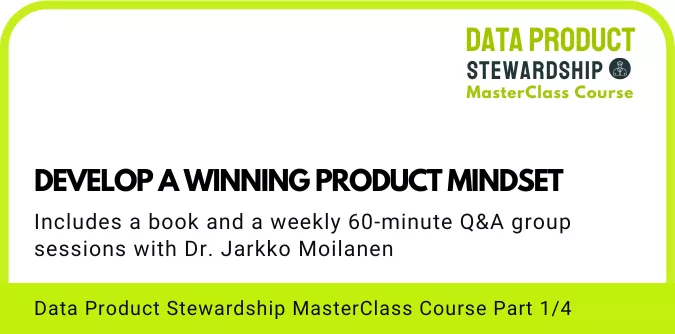 DATA PRODUCT
STEWARDSHIP
MasterClass Course
DEVELOP A WINNING PRODUCT MINDSET
Includes a book and a weekly 60-minute Q&A group
sessions with Dr. Jarkko Moilanen
Data Product Stewardship MasterClass Course Part 1/4